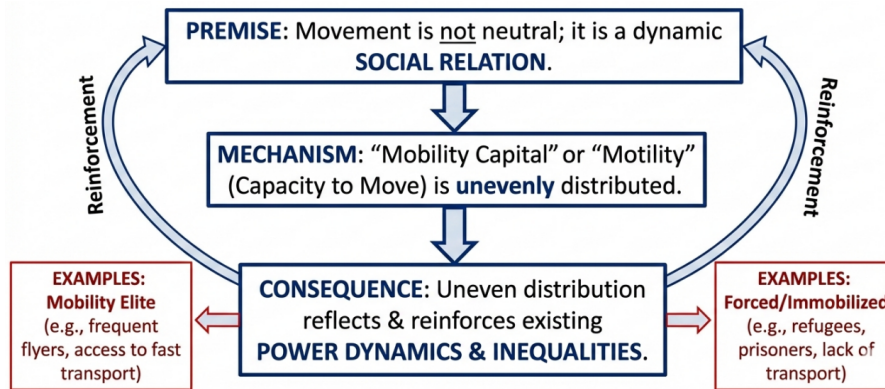 PREMISE: Movement is not neutral; it is a dynamic
SOCIAL RELATION.
Reinforcement
Reinforcement
MECHANISM: “Mobility Capital” or “Motility”
(Capacity to Move) is unevenly distributed.
EXAMPLES:
Mobility Elite
(e.g., frequent
flyers, access to fast
transport)
CONSEQUENCE: Uneven distribution
reflects & reinforces existing
POWER DYNAMICS & INEQUALITIES.
EXAMPLES:
Forced/Immobilized
(e.g., refugees,
prisoners, lack of
transport)